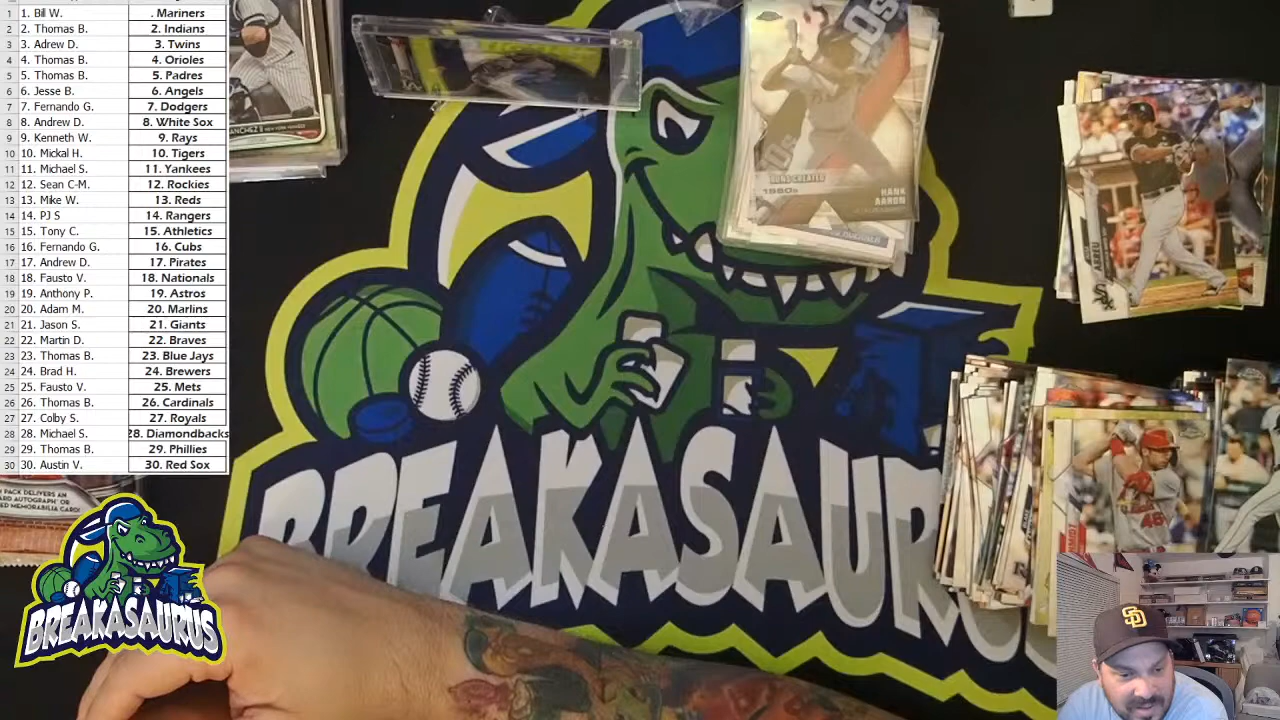 1 1. Bill W. . Mariners
2 2. Thomas B. 2. Indians
3 3. Adrew D. 3. Twins
4 4. Thomas B. 4. Orioles
5 5. Thomas B. 5. Padres
6 6. Jesse B. 6. Angels
7 7. Fernando G. 7. Dodgers
8 8. Andrew D. 8. White Sox
9 9. Kenneth W. 9. Rays
10 10. Mickal H. 10. Tigers
11 11. Michael S. 11. Yankees
12 12. Sean C-M. 12. Rockies
13 13. Mike W. 13. Reds
14 14. PJ S 14. Rangers
15 15. Tony C. 15. Athletics
16 16. Fernando G. 16. Cubs
17 17. Andrew D. 17. Pirates
18 18. Fausto V. 18. Nationals
19 19. Anthony P. 19. Astros
20 20. Adam M. 20. Marlins
21 21. Jason S. 21. Giants
22 22. Martin D. 22. Braves
23 23. Thomas B. 23. Blue Jays
24 24. Brad H. 24. Brewers
25 25. Fausto V. 25. Mets
26 26. Thomas B. 26. Cardinals
27 27. Colby S. 27. Royals
28 28. Michael S. 28. Diamondbacks
29 29. Thomas B. 29. Phillies
30 30. Austin V. 30. Red Sox
PACK DELIVERS AN
BREAKASAURUS
BREAKASAUR
1980s
HANK
AARON
ABREU
SD